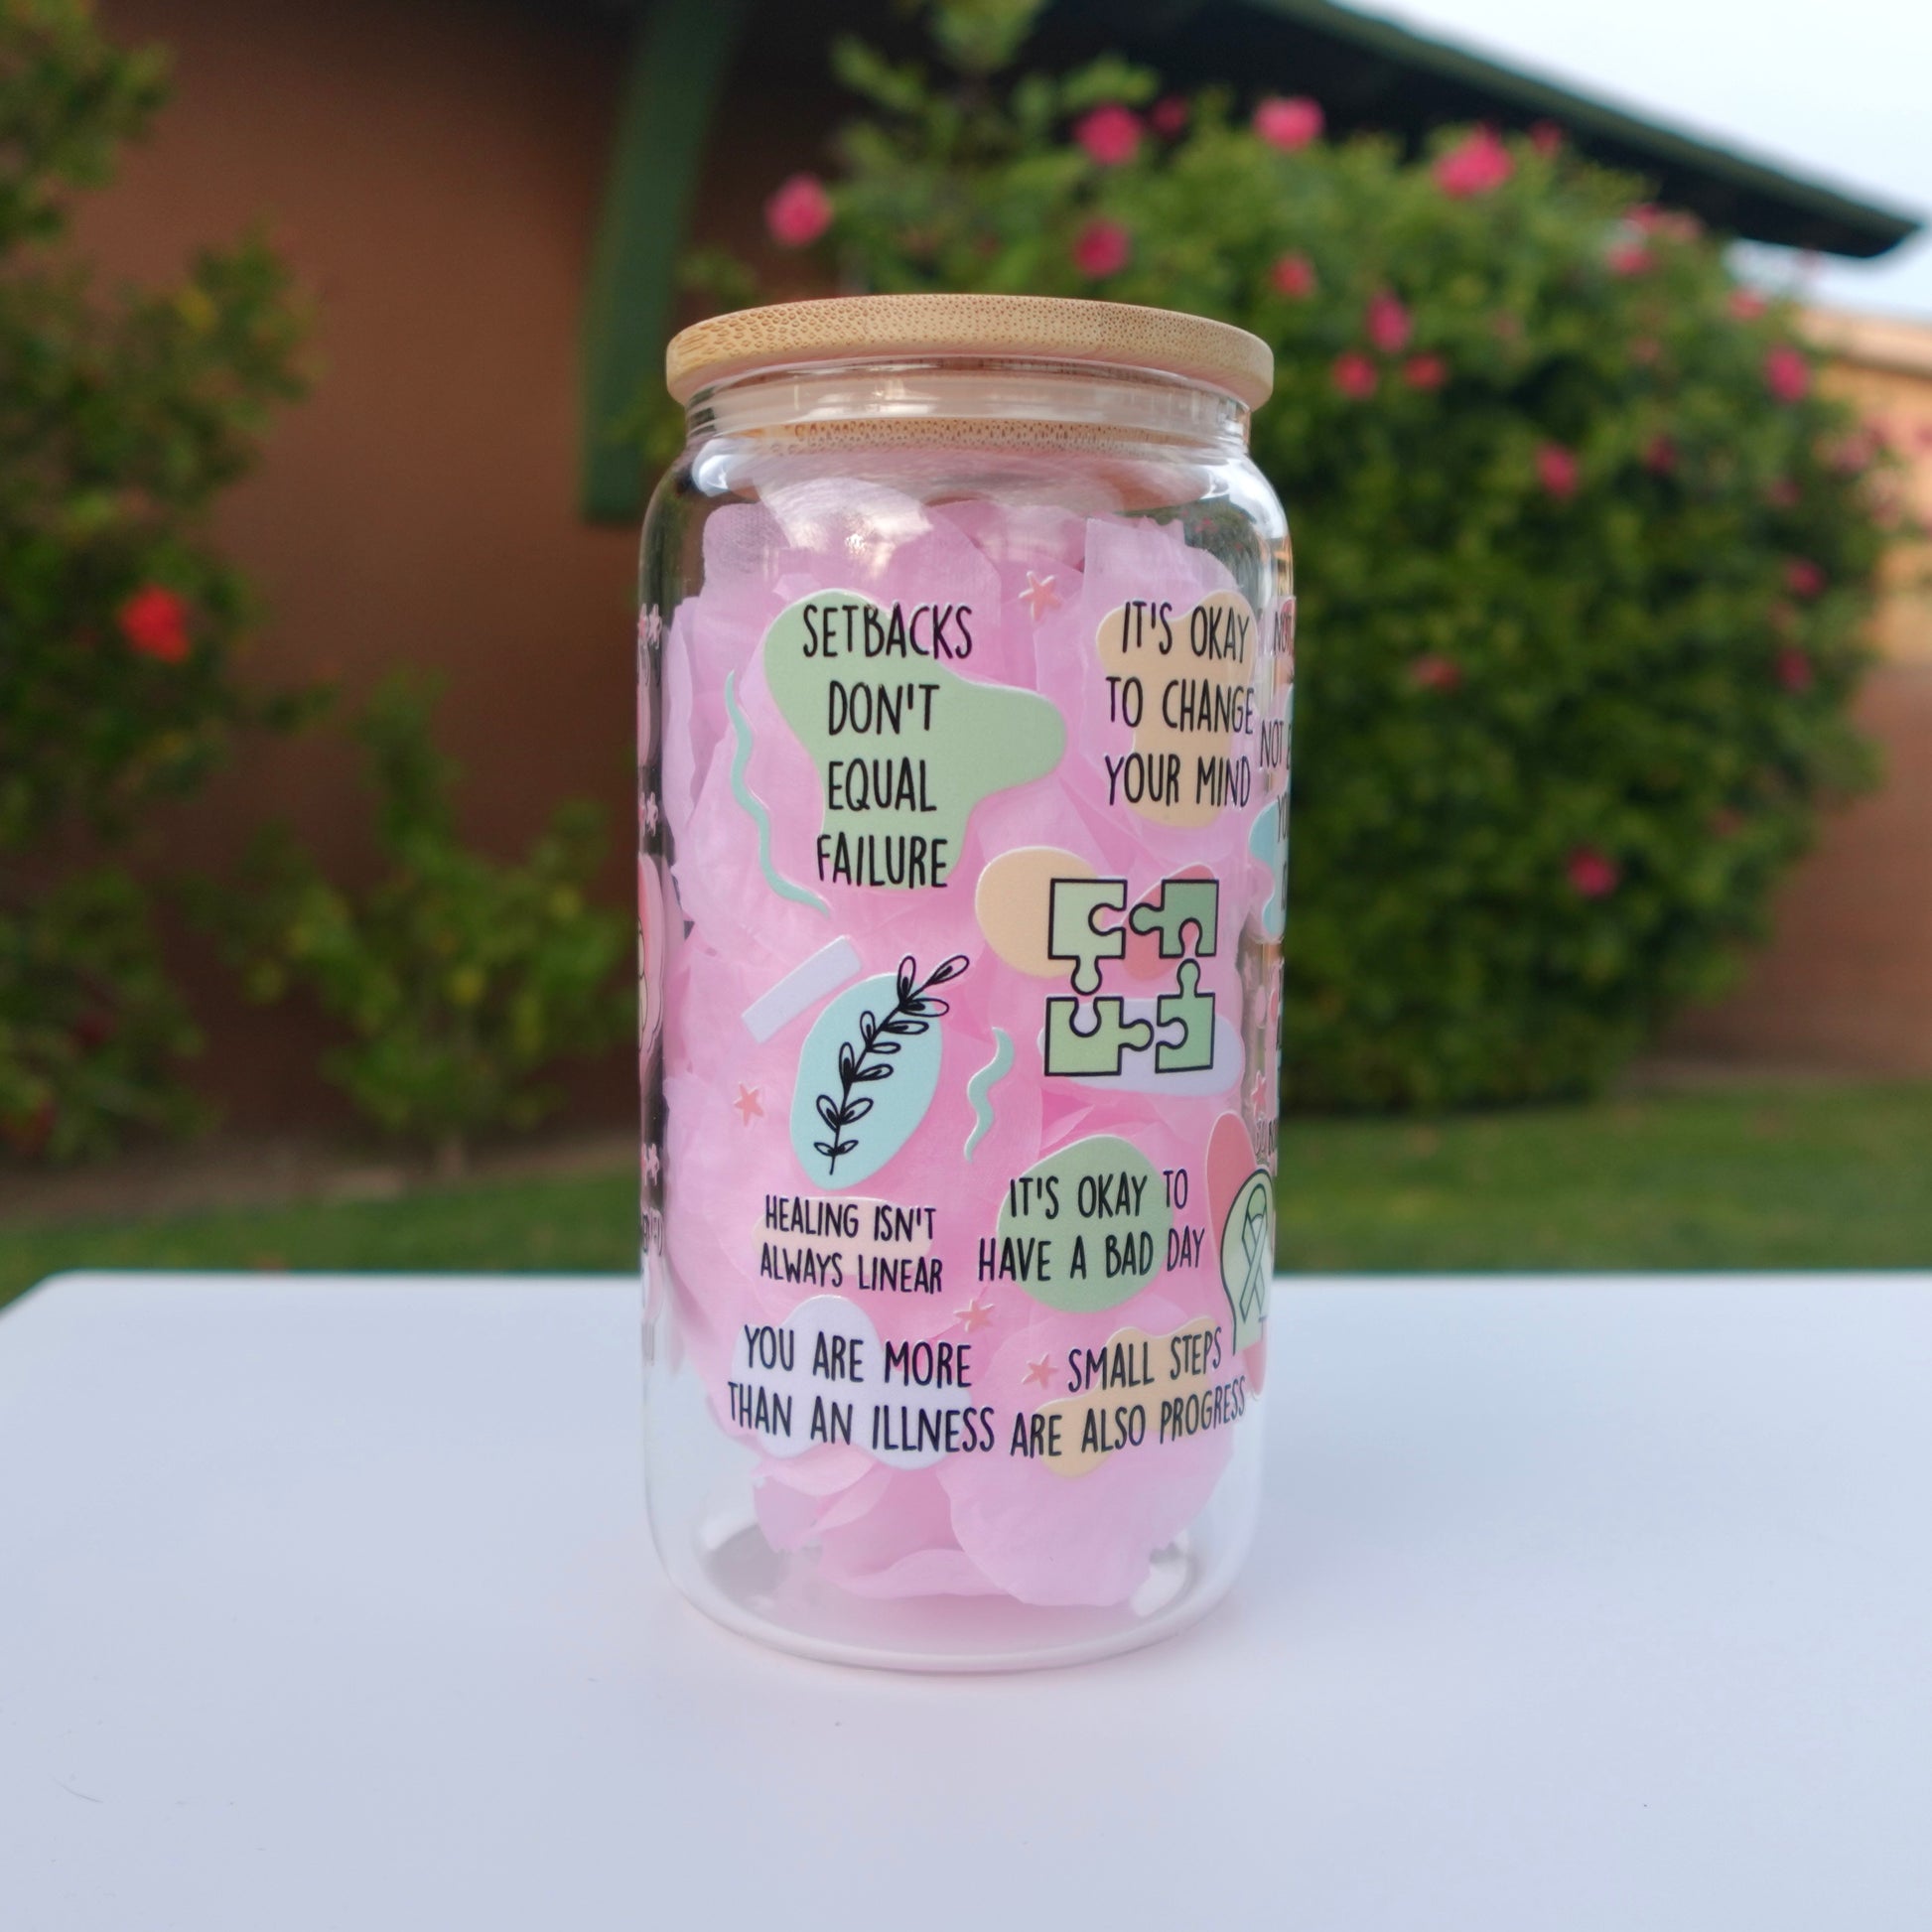 SETBACKS
DON'T
EQUAL
FAILURE
IT'S OKAY
TO CHANGE
YOUR MIND
HEALING ISN'T
ALWAYS LINEAR
IT'S OKAY TO
HAVE A BAD DAY
YOU ARE MORE
THAN AN ILLNESS
SMALL STEPS
ARE ALSO PROGRESS
NOT